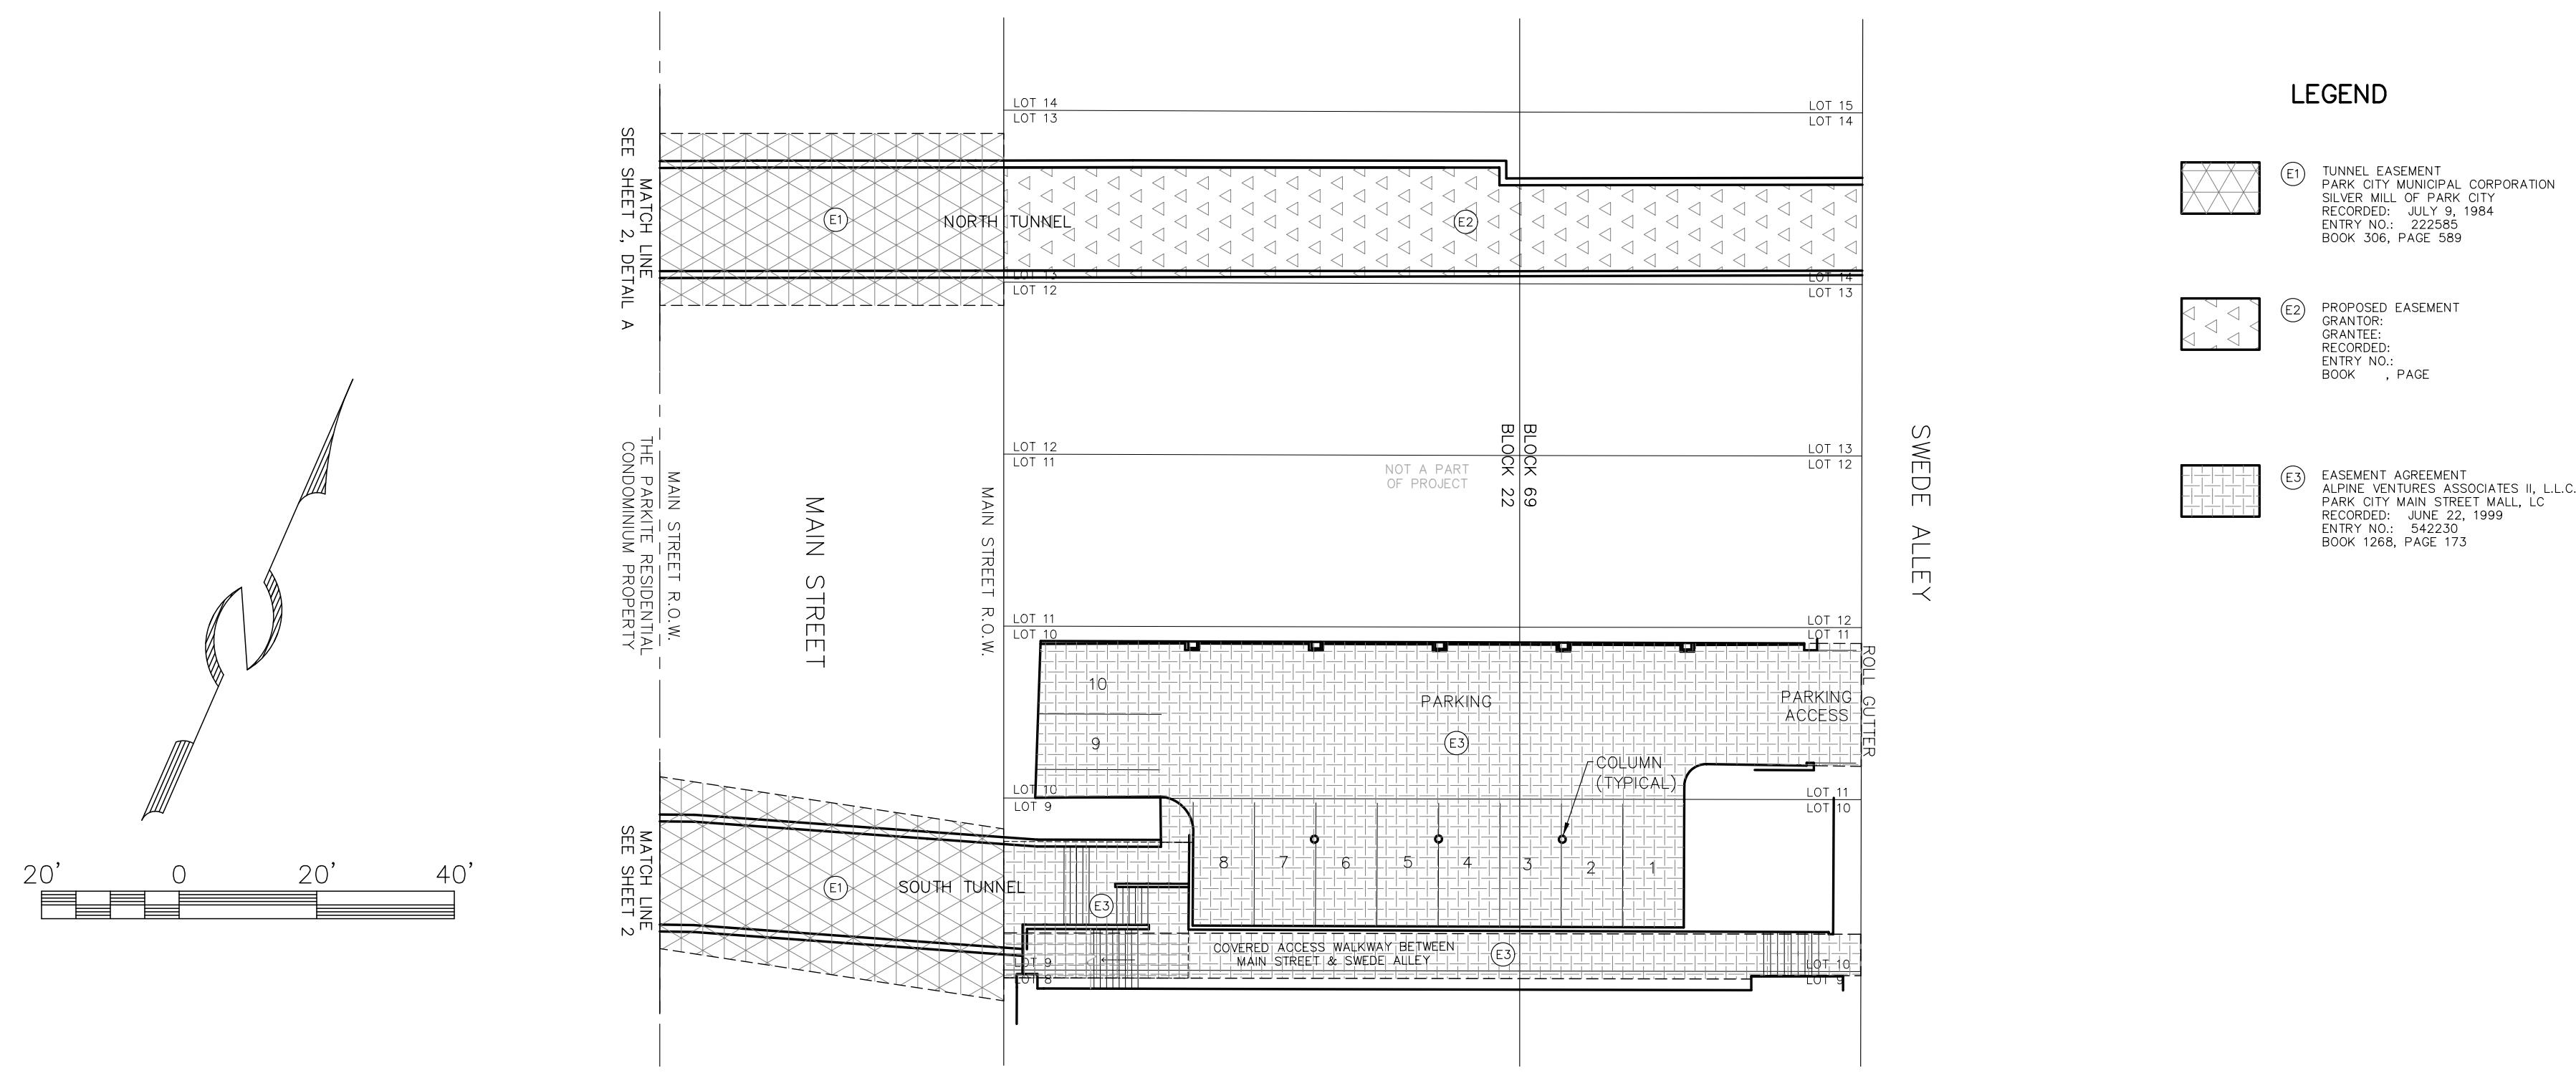 LEGEND
E1
TUNNEL EASEMENT
PARK CITY MUNICIPAL CORPORATION
SILVER MILL OF PARK CITY
RECORDED: JULY 9, 1984
ENTRY NO.: 222585
BOOK 306, PAGE 589
E2
PROPOSED EASEMENT
GRANTOR:
GRANTEE:
RECORDED:
ENTRY NO.:
BOOK , PAGE
E3
EASEMENT AGREEMENT
ALPINE VENTURES ASSOCIATES II, L.L.C.
PARK CITY MAIN STREET MALL, LC
RECORDED: JUNE 22, 1999
ENTRY NO.: 542230
BOOK 1268, PAGE 173
MATCH LINE
SEE SHEET 2, DETAIL A
LOT 14
LOT 13
LOT 15
LOT 14
E1
NORTH TUNNEL
E2
LOT 13
LOT 12
LOT 14
LOT 13
LOT 12
LOT 11
LOT 13
LOT 12
NOT A PART
OF PROJECT
BLOCK 69
BLOCK 22
SWEDE ALLEY
MAIN STREET R.O.W.
THE PARKITE RESIDENTIAL
CONDOMINIUM PROPERTY
MAIN STREET
MAIN STREET R.O.W.
LOT 11
LOT 10
LOT 12
LOT 11
ROLL GUTTER
10
PARKING
PARKING
ACCESS
9
E3
COLUMN
(TYPICAL)
LOT 10
LOT 9
LOT 11
LOT 10
8
7
6
5
4
3
2
1
MATCH LINE
SEE SHEET 2
E1
SOUTH TUNNEL
E3
COVERED ACCESS WALKWAY BETWEEN
MAIN STREET & SWEDE ALLEY
E3
LOT 9
LOT 8
LOT 10
LOT 9
20'
0
20'
40'